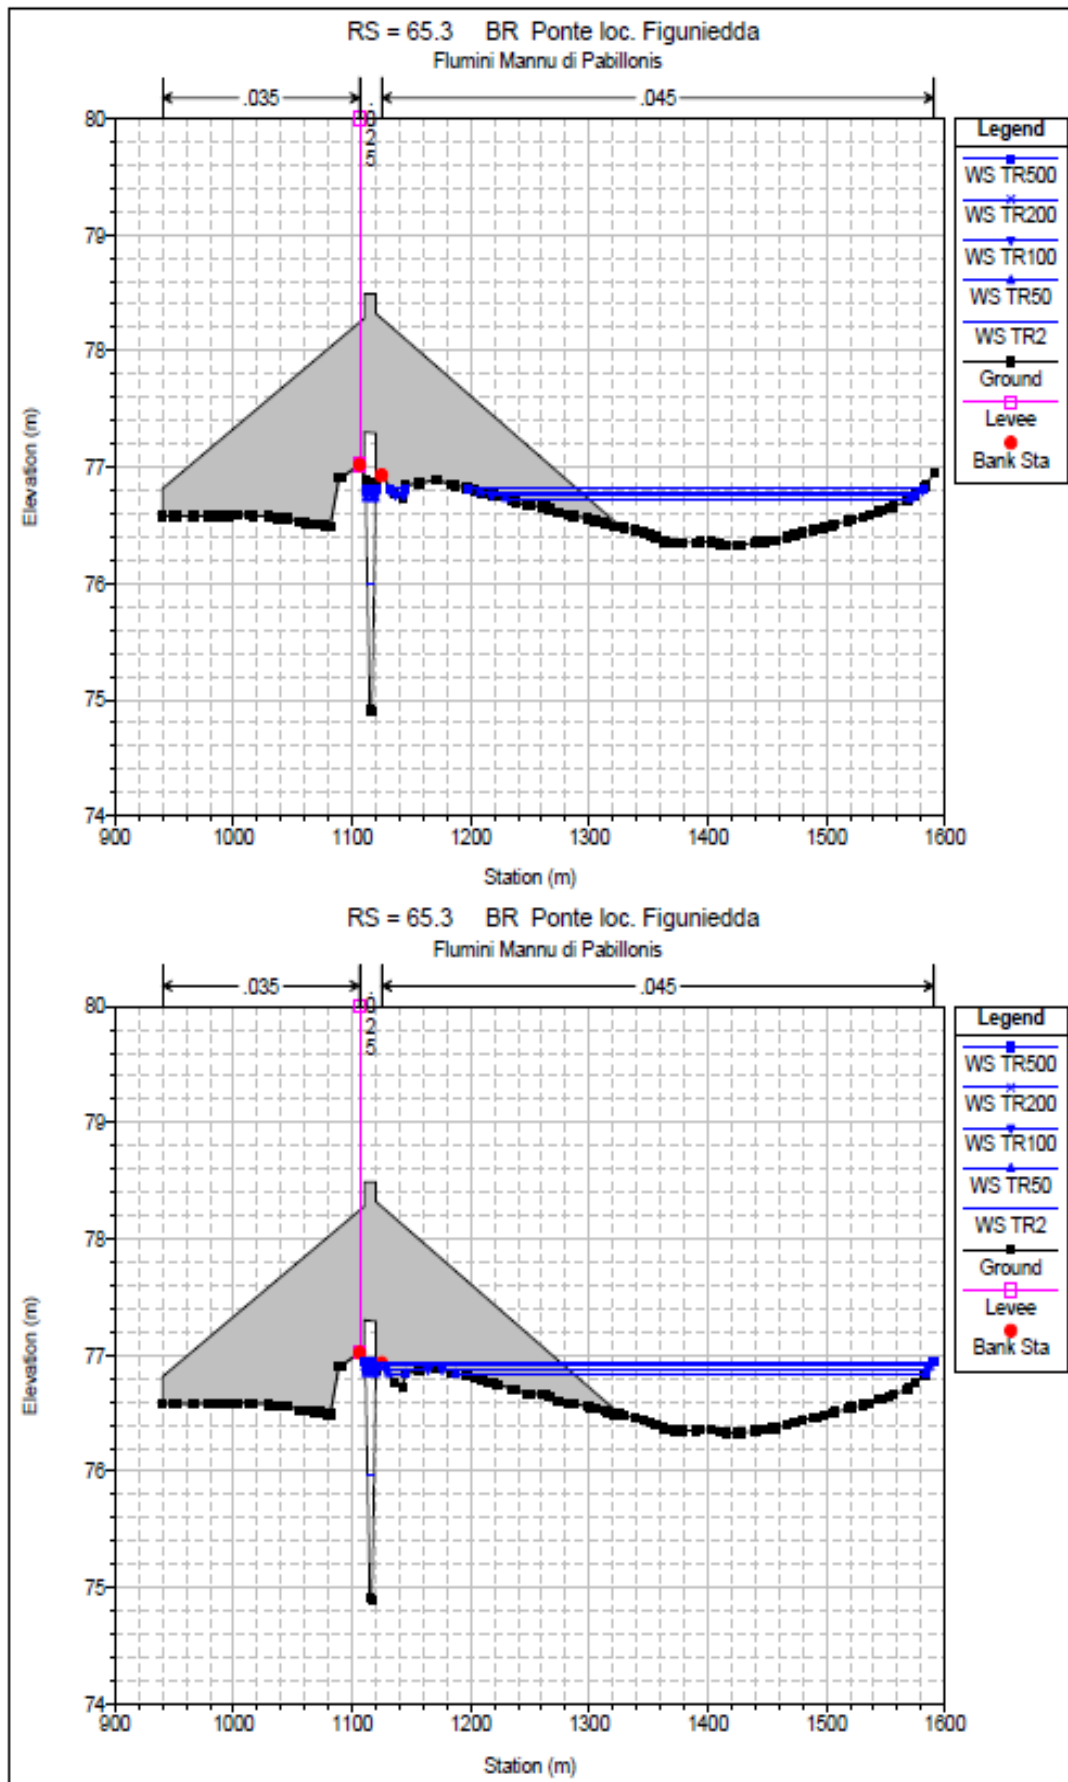 RS = 65.3 BR Ponte loc. Figuniedda
Flumini Mannu di Pabillonis
.035
.025
.045
80
79
78
77
76
75
74
Elevation (m)
900
1000
1100
1200
1300
1400
1500
1600
Station (m)
Legend
WS TR500
WS TR200
WS TR100
WS TR50
WS TR2
Ground
Levee
Bank Sta
RS = 65.3 BR Ponte loc. Figuniedda
Flumini Mannu di Pabillonis
.035
.025
.045
80
79
78
77
76
75
74
Elevation (m)
900
1000
1100
1200
1300
1400
1500
1600
Station (m)
Legend
WS TR500
WS TR200
WS TR100
WS TR50
WS TR2
Ground
Levee
Bank Sta